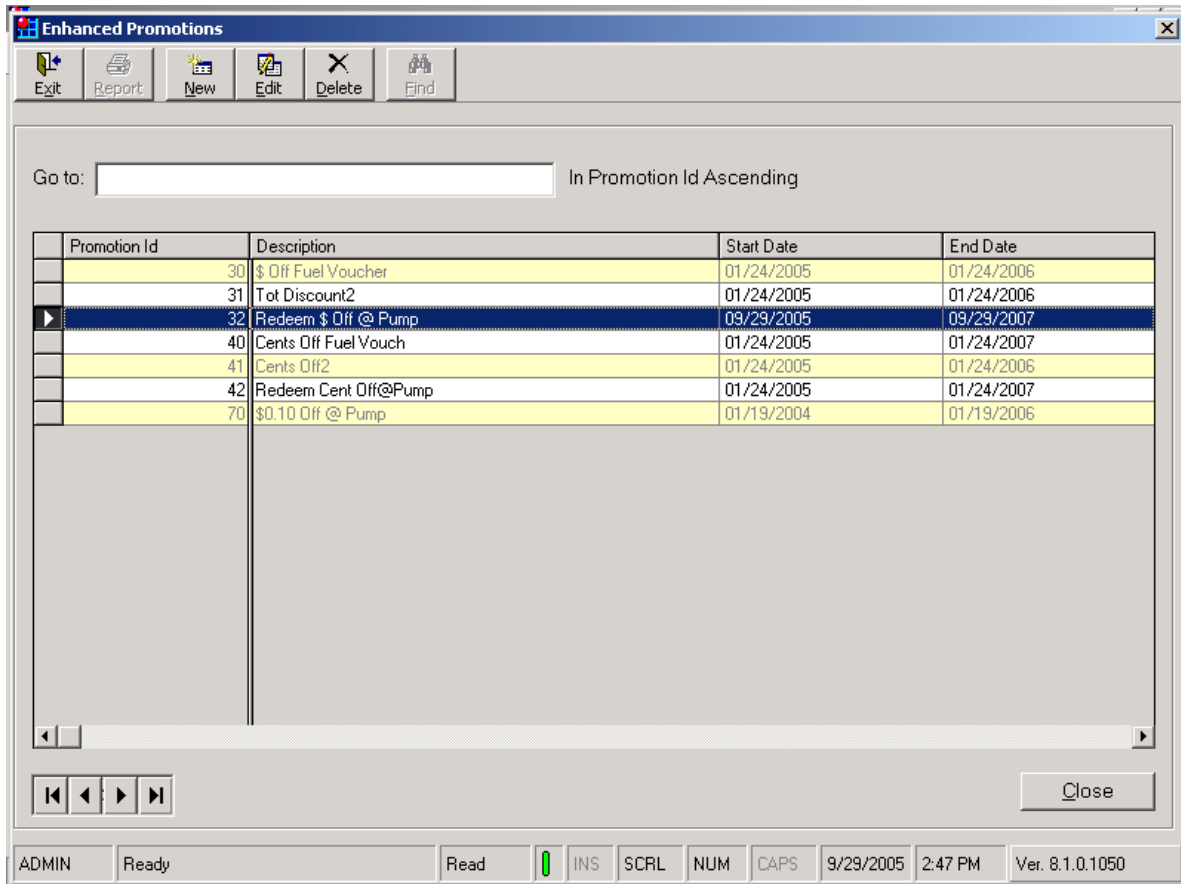 Enhanced Promotions
Exit Report New Edit Delete Find
Go to: In Promotion Id Ascending
Promotion Id Description Start Date End Date
30 $ Off Fuel Voucher 01/24/2005 01/24/2006
31 Tot Discount2 01/24/2005 01/24/2006
32 Redeem $ Off @ Pump 09/29/2005 09/29/2007
40 Cents Off Fuel Vouch 01/24/2005 01/24/2007
41 Cents Off2 01/24/2005 01/24/2006
42 Redeem Cent Off@Pump 01/24/2005 01/24/2007
70 $0.10 Off @ Pump 01/19/2004 01/19/2006
Close
ADMIN Ready Read INS SCRL NUM CAPS 9/29/2005 2:47 PM Ver. 8.1.0.1050